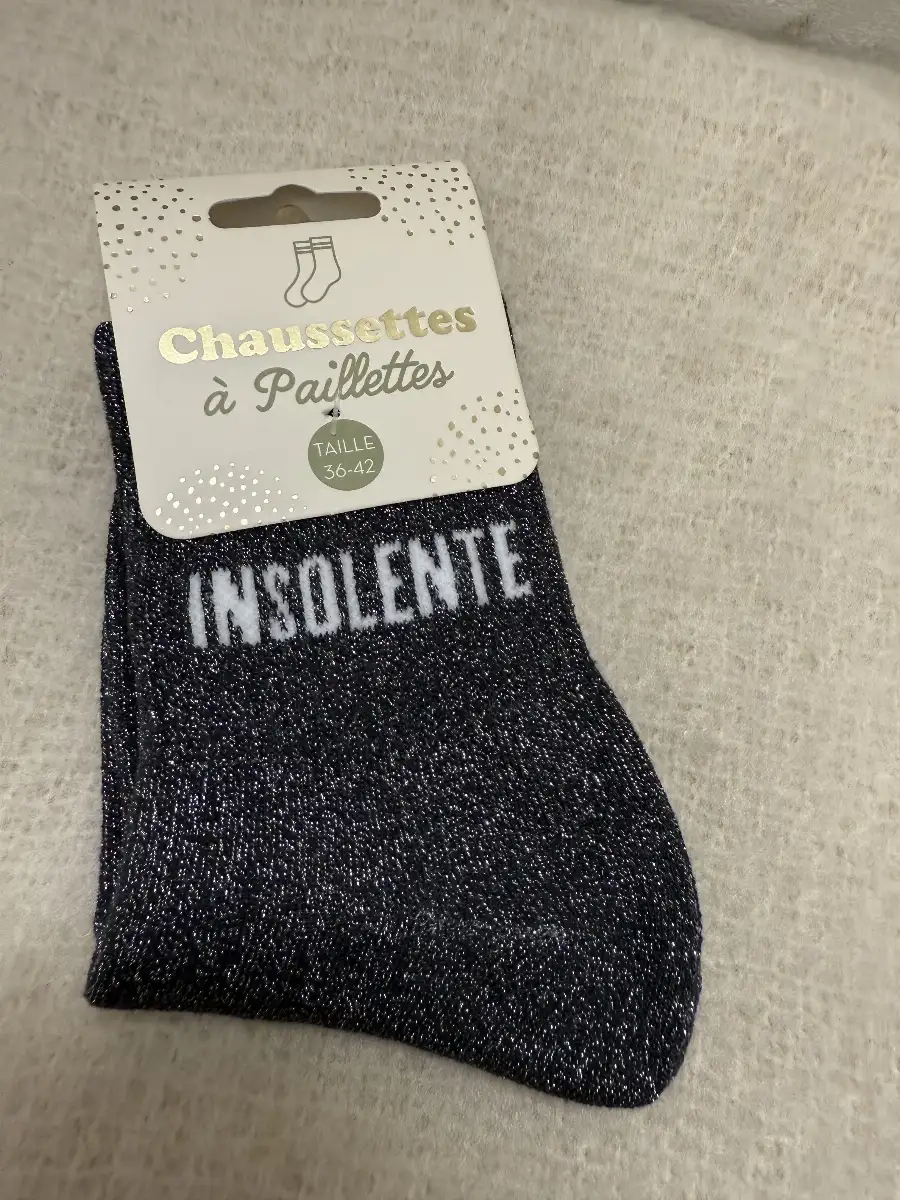 Chaussettes
à Paillettes
TAILLE
36-42
INSOLENTE